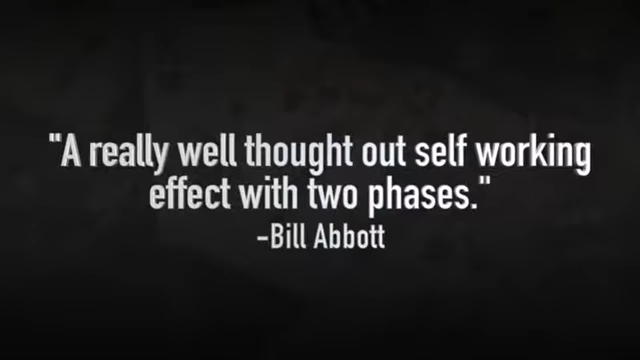 "A really well thought out self working
effect with two phases."
-Bill Abbott